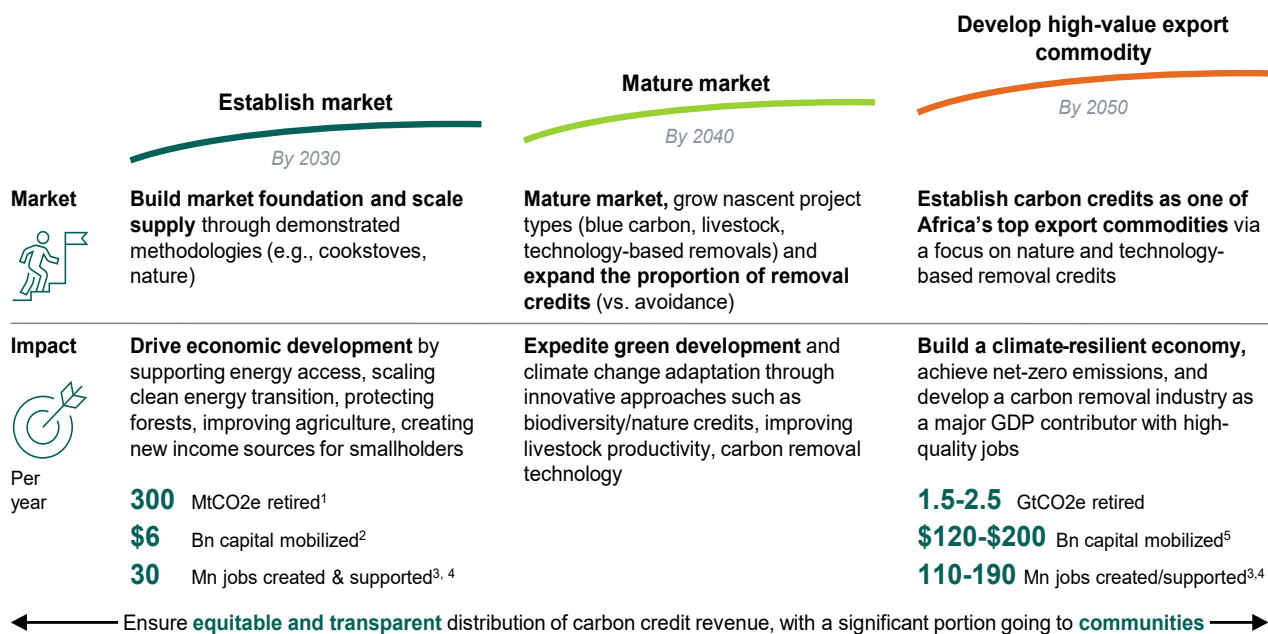 Establish market
By 2030
Mature market
By 2040
Develop high-value export
commodity
By 2050
Market
Build market foundation and scale
supply through demonstrated
methodologies (e.g., cookstoves,
nature)
Mature market, grow nascent project
types (blue carbon, livestock,
technology-based removals) and
expand the proportion of removal
credits (vs. avoidance)
Establish carbon credits as one of
Africa's top export commodities via
a focus on nature and technology-
based removal credits
Impact
Per
year
Drive economic development by
supporting energy access, scaling
clean energy transition, protecting
forests, improving agriculture, creating
new income sources for smallholders
300 MtCO2e retired1
$6 Bn capital mobilized2
30 Mn jobs created & supported3, 4
Expedite green development and
climate change adaptation through
innovative approaches such as
biodiversity/nature credits, improving
livestock productivity, carbon removal
technology
Build a climate-resilient economy,
achieve net-zero emissions, and
develop a carbon removal industry as
a major GDP contributor with high-
quality jobs
1.5-2.5 GtCO2e retired
$120-$200 Bn capital mobilized5
110-190 Mn jobs created/supported3,4
Ensure equitable and transparent distribution of carbon credit revenue, with a significant portion going to communities